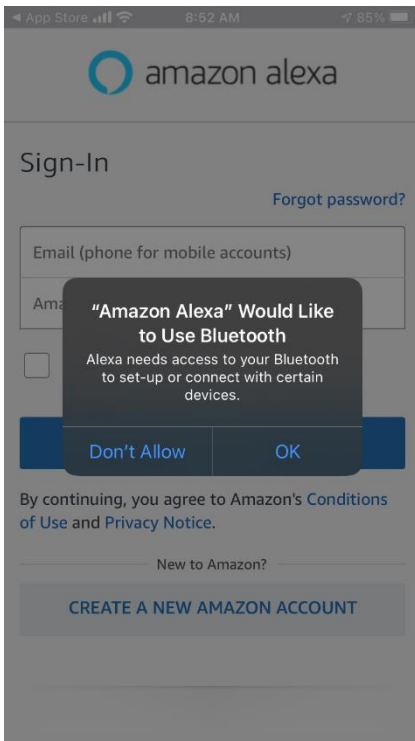 App Store
8:52 AM
85%
amazon alexa
Sign-In
Forgot password?
Email (phone for mobile accounts)
Ama
"Amazon Alexa" Would Like
to Use Bluetooth
Alexa needs access to your Bluetooth
to set-up or connect with certain
devices.
Don't Allow
OK
By continuing, you agree to Amazon's Conditions
of Use and Privacy Notice.
New to Amazon?
CREATE A NEW AMAZON ACCOUNT